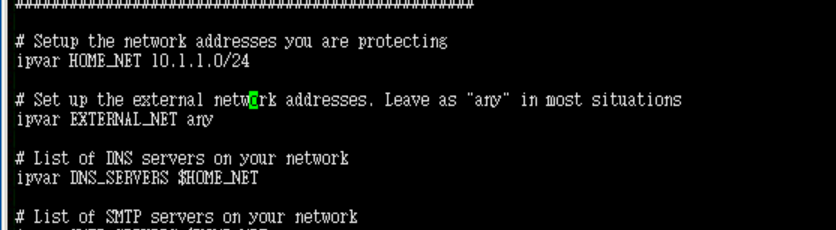 # Setup the network addresses you are protecting
ipvar HOME_NET 10.1.1.0/24
# Set up the external network addresses. Leave as "any" in most situations
ipvar EXTERNAL_NET any
# List of DNS servers on your network
ipvar DNS_SERVERS $HOME_NET
# List of SMTP servers on your network